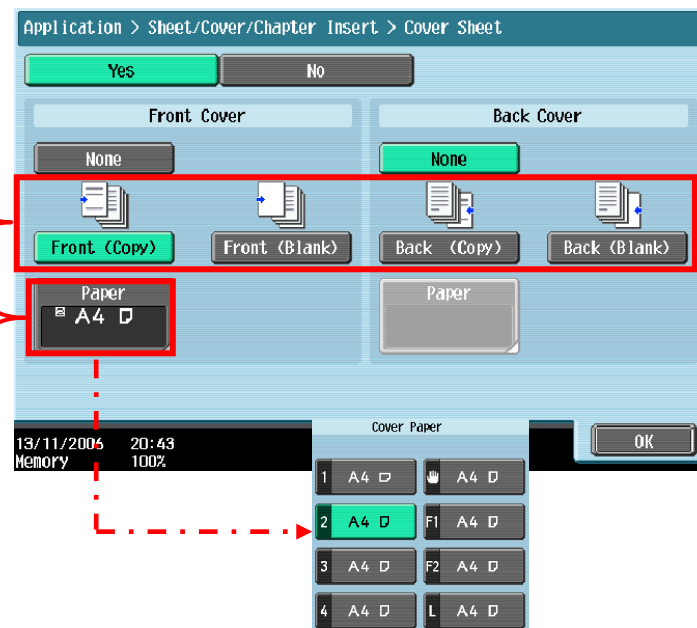 Application > Sheet/Cover/Chapter Insert > Cover Sheet
Yes No
Front Cover Back Cover
None None
Front (Copy) Front (Blank) Back (Copy) Back (Blank)
Paper Paper
A4
13/11/2006 20:43 OK
Memory 100%
Cover Paper
1 A4 A4
2 A4 F1 A4
3 A4 F2 A4
4 A4 L A4